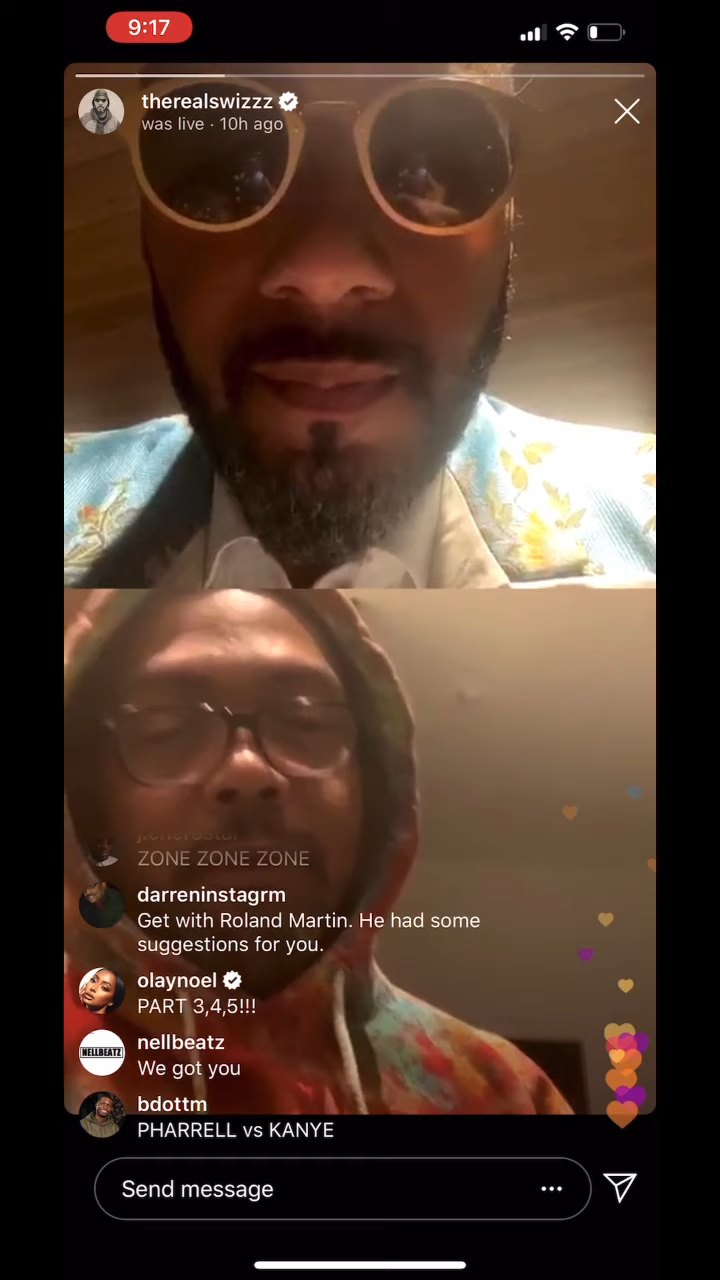 9:17
therealswizzz
was live · 10h ago
ZONE ZONE ZONE
darreninstagrm
Get with Roland Martin. He had some
suggestions for you.
olaynoel
PART 3,4,5!!!
NELLBEATZ
nellbeatz
We got you
bdottm
PHARRELL vs KANYE
Send message